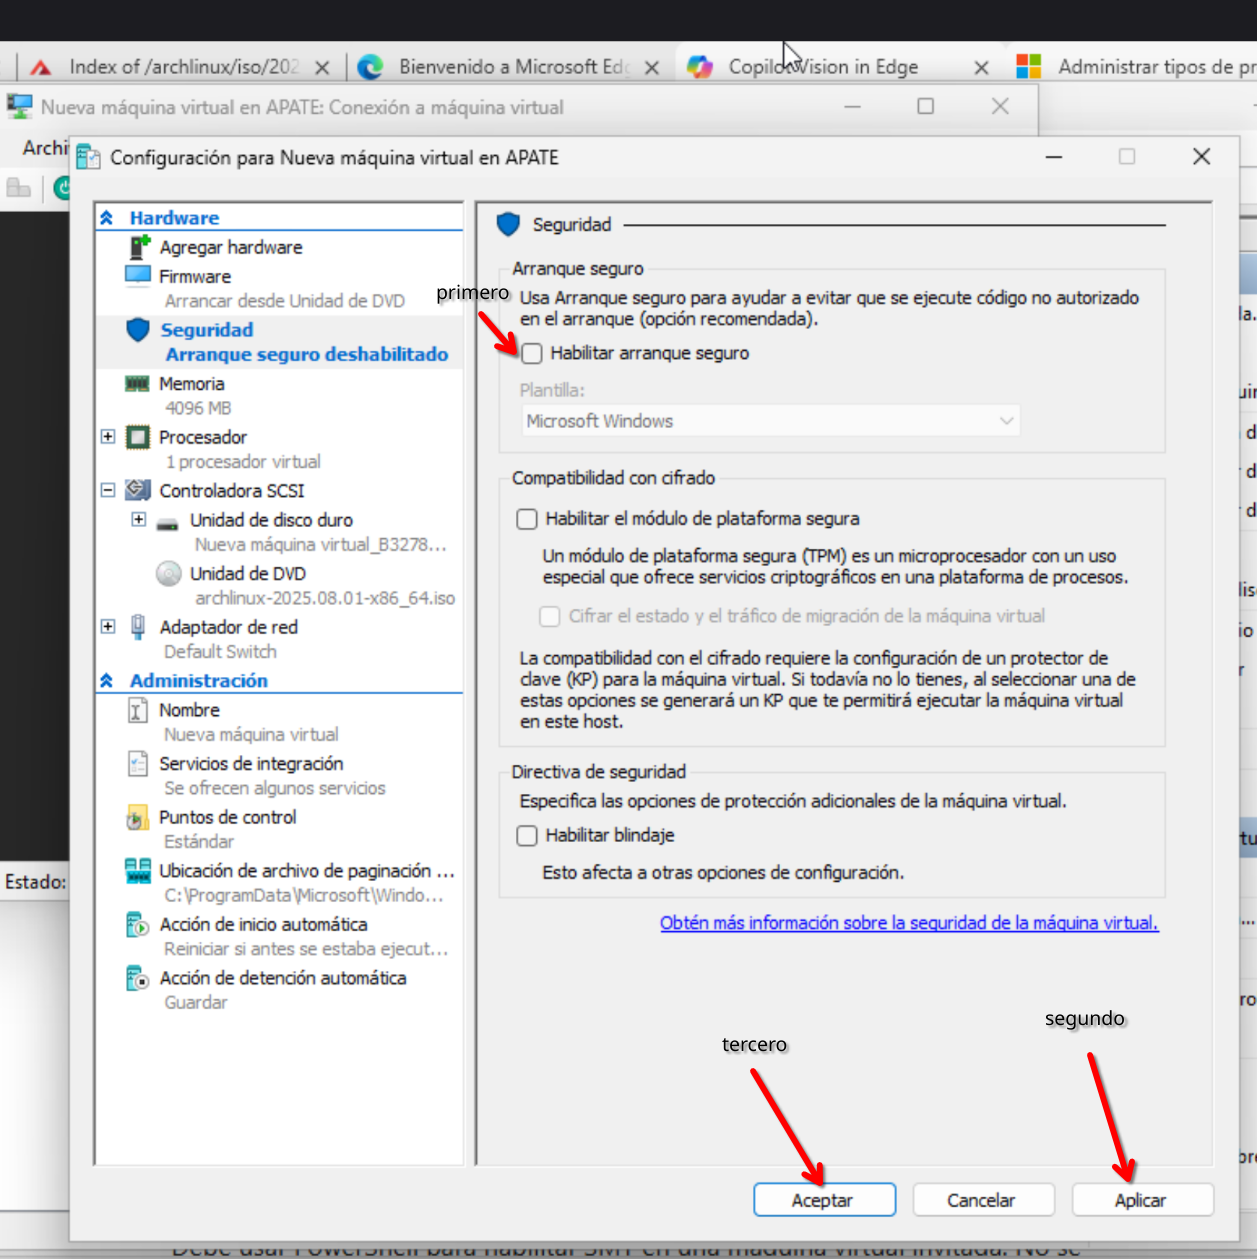 Index of /archlinux/iso/202
Bienvenido a Microsoft Edg
Copilot Vision in Edge
Administrar tipos de pr
Nueva máquina virtual en APATE: Conexión a máquina virtual
Archi
Configuración para Nueva máquina virtual en APATE
Hardware
Agregar hardware
Firmware
Arrancar desde Unidad de DVD
Seguridad
Arranque seguro deshabilitado
Memoria
4096 MB
Procesador
1 procesador virtual
Controladora SCSI
Unidad de disco duro
Nueva máquina virtual_B3278...
Unidad de DVD
archlinux-2025.08.01-x86_64.iso
Adaptador de red
Default Switch
Administración
Nombre
Nueva máquina virtual
Servicios de integración
Se ofrecen algunos servicios
Puntos de control
Estándar
Ubicación de archivo de paginación ...
C:\ProgramData\Microsoft\Windo...
Acción de inicio automática
Reiniciar si antes se estaba ejecut...
Acción de detención automática
Guardar
Estado:
Seguridad
Arranque seguro
primero
Usa Arranque seguro para ayudar a evitar que se ejecute código no autorizado
en el arranque (opción recomendada).
Habilitar arranque seguro
Plantilla:
Microsoft Windows
Compatibilidad con cifrado
Habilitar el módulo de plataforma segura
Un módulo de plataforma segura (TPM) es un microprocesador con un uso
especial que ofrece servicios criptográficos en una plataforma de procesos.
Cifrar el estado y el tráfico de migración de la máquina virtual
La compatibilidad con el cifrado requiere la configuración de un protector de
clave (KP) para la máquina virtual. Si todavía no lo tienes, al seleccionar una de
estas opciones se generará un KP que te permitirá ejecutar la máquina virtual
en este host.
Directiva de seguridad
Especifica las opciones de protección adicionales de la máquina virtual.
Habilitar blindaje
Esto afecta a otras opciones de configuración.
Obtén más información sobre la seguridad de la máquina virtual.
segundo
tercero
Aceptar
Cancelar
Aplicar
Debe usar PowerShell para habilitar SMT en una máquina virtual invitada. No se